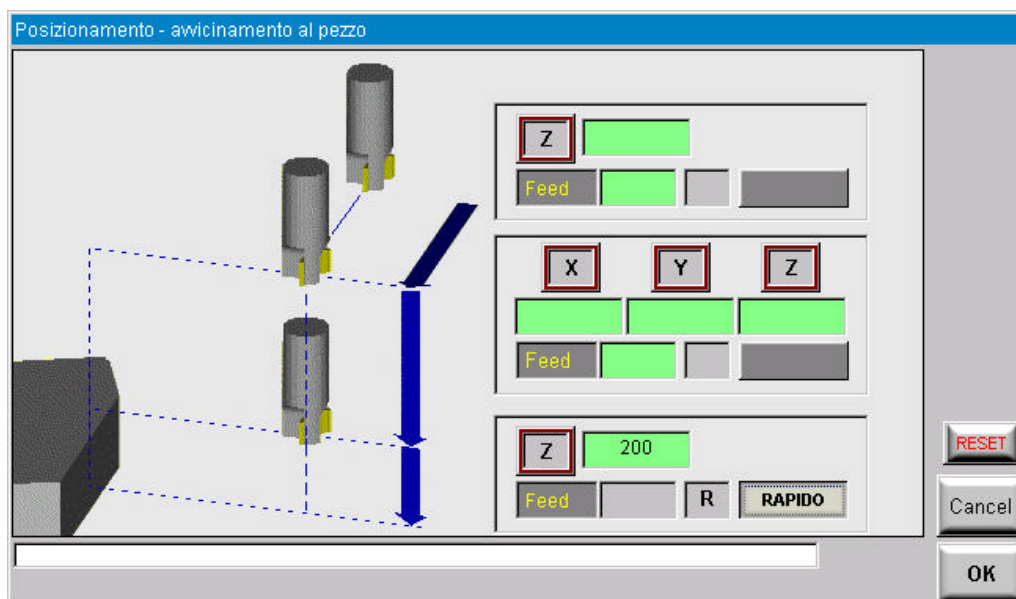 Posizionamento - avvicinamento al pezzo
Z
Feed
X Y Z
Feed
Z 200
Feed R RAPIDO
RESET
Cancel
OK